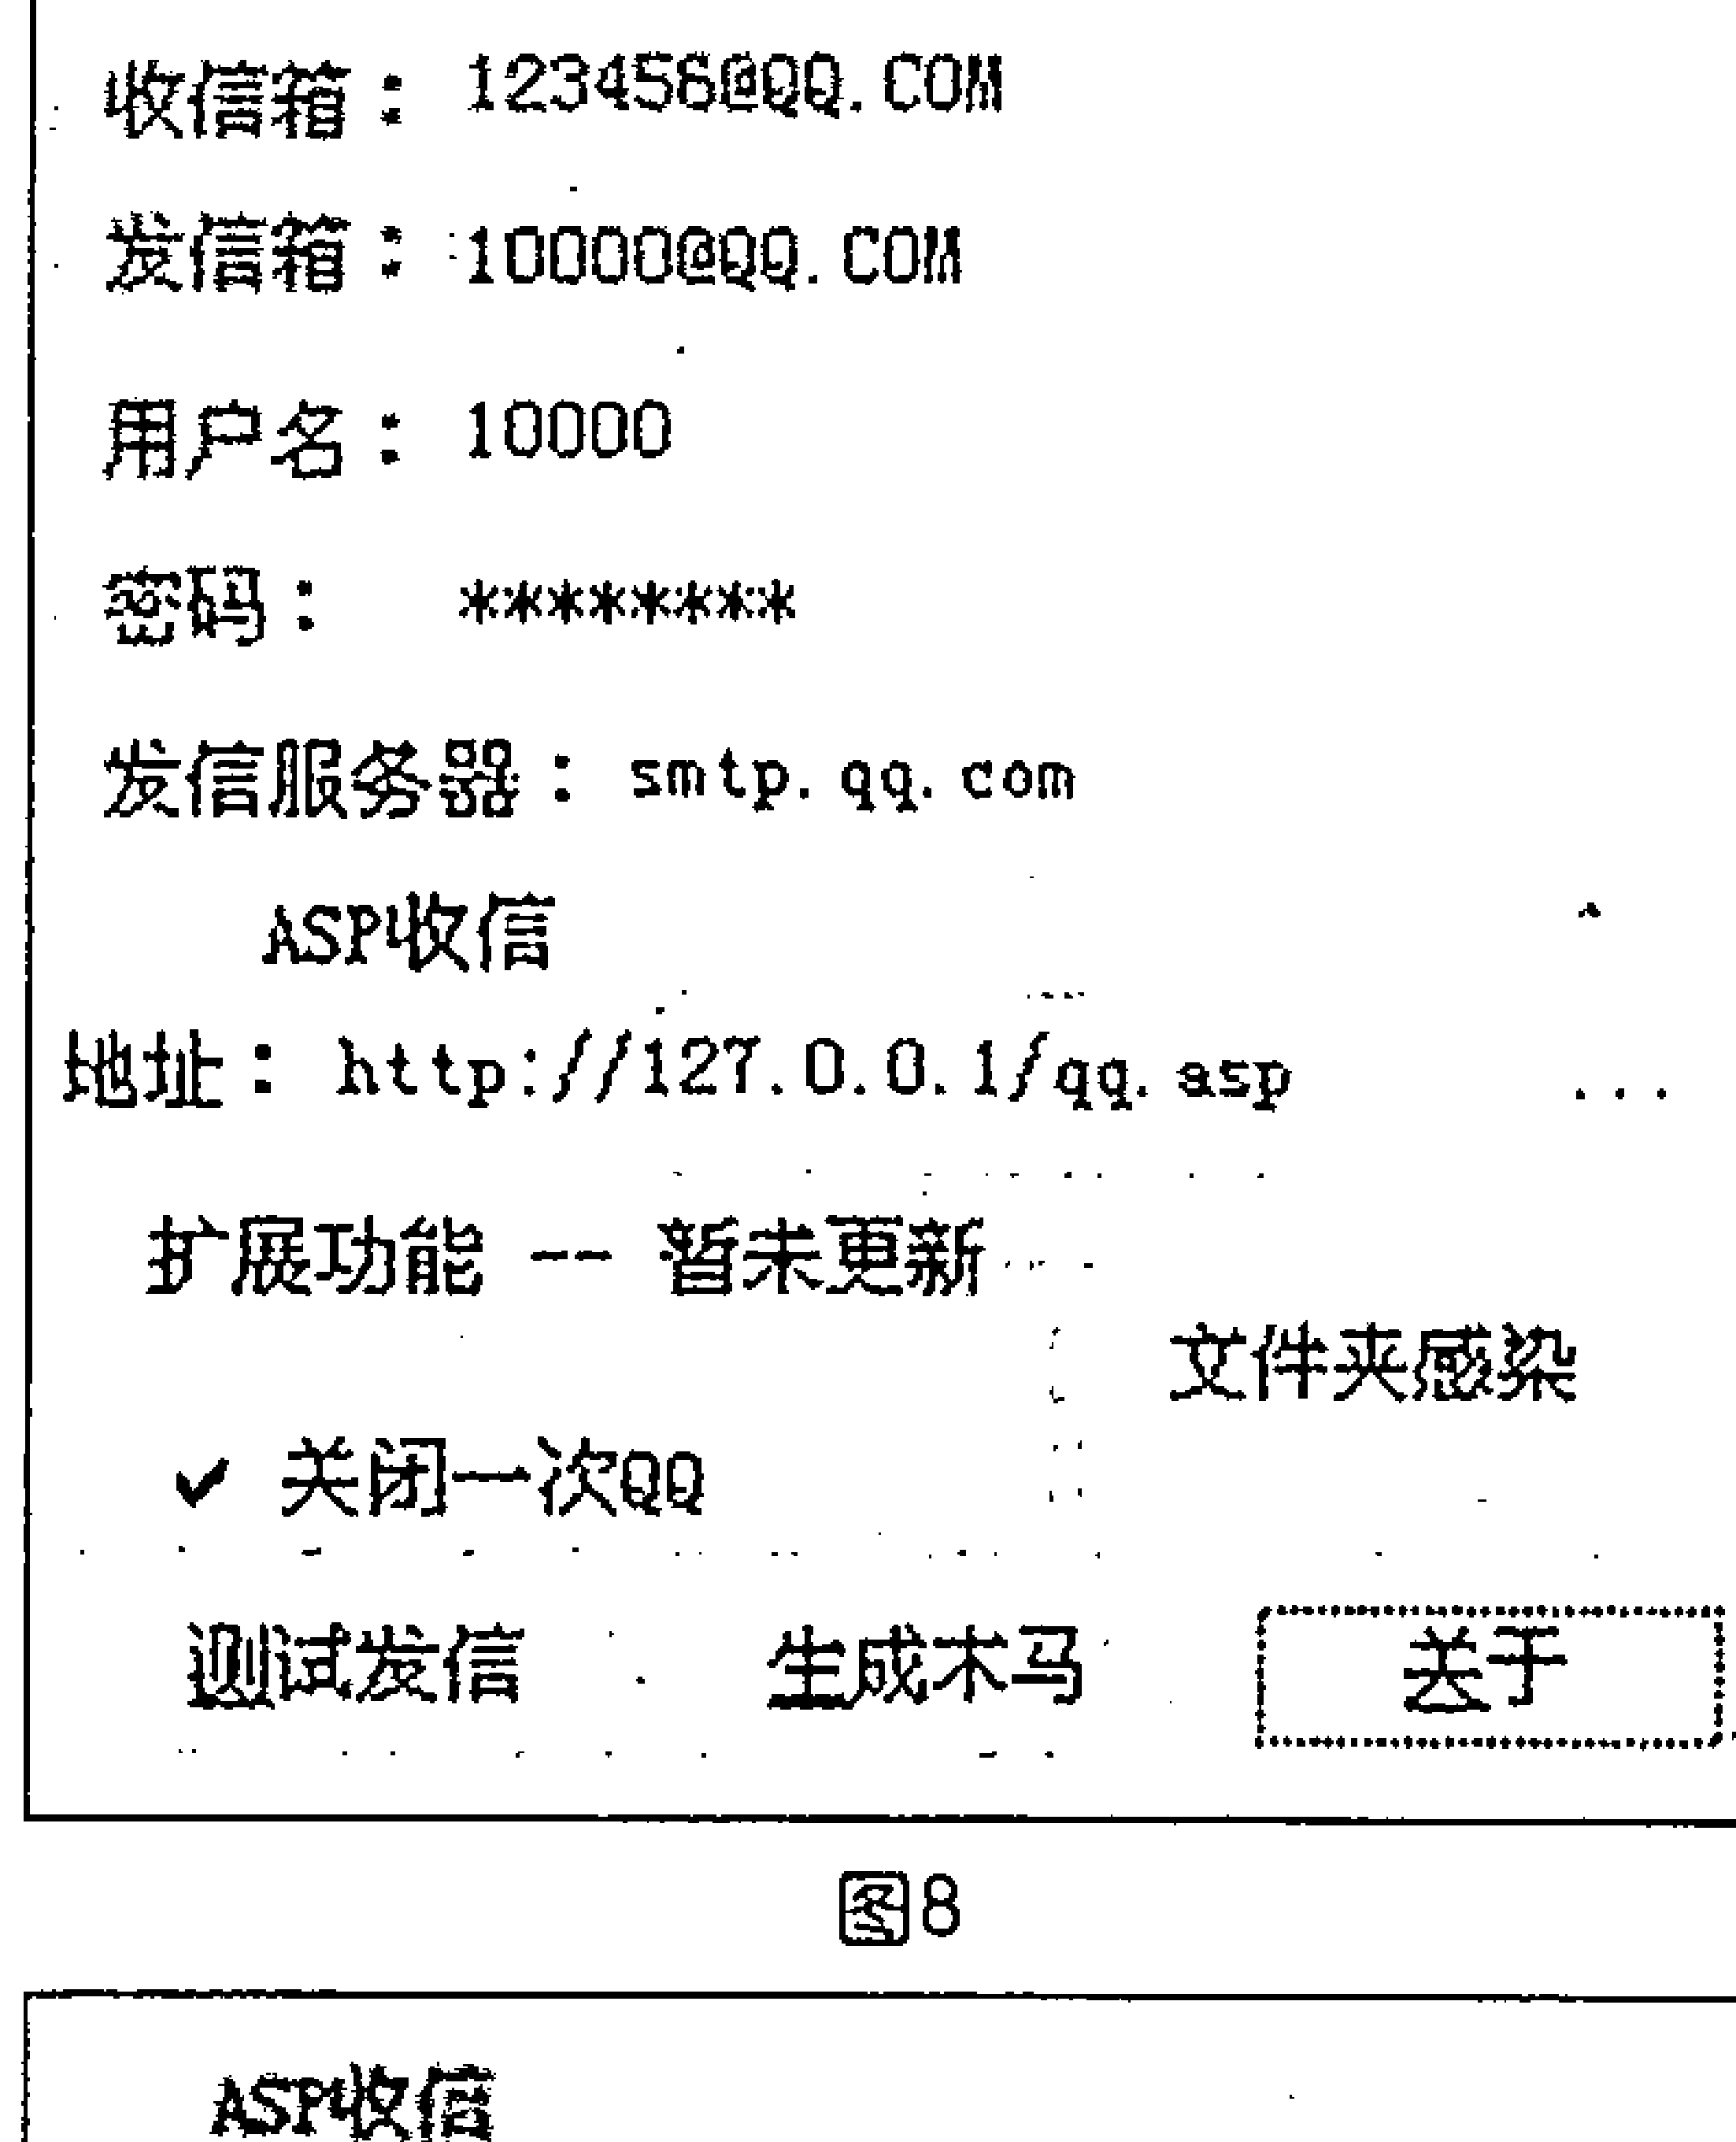 收信箱： 123456@QQ.COM
发信箱： 10000@QQ.COM
用户名： 10000
密码： ********
发信服务器： smtp.qq.com
ASP收信
地址： http://127.0.0.1/qq.asp ...
扩展功能 -- 暂未更新
文件夹感染
✓ 关闭一次QQ
测试发信 生成木马 关于
图8
ASP收信